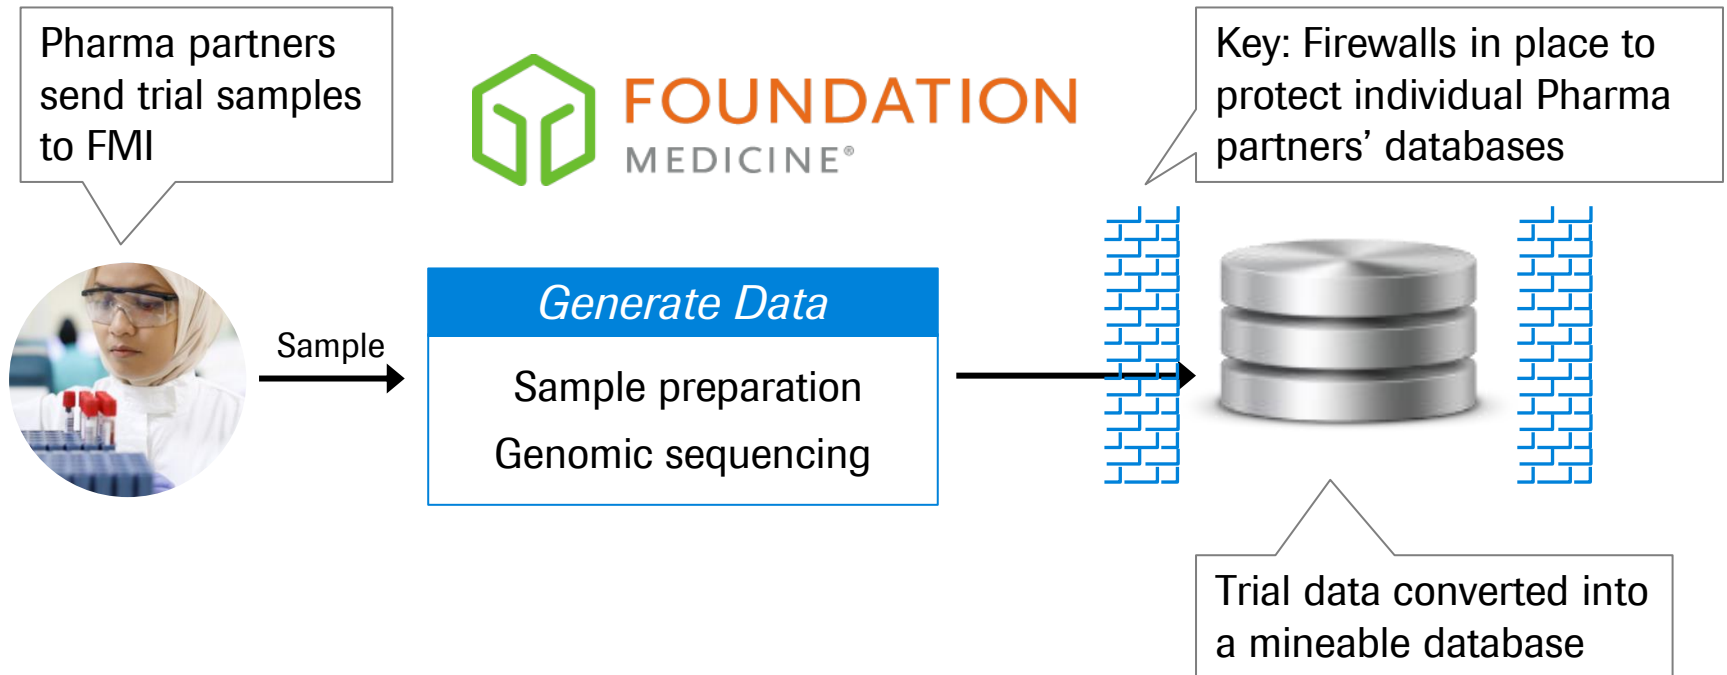 Pharma partners
send trial samples
to FMI
FOUNDATION
MEDICINE®
Key: Firewalls in place to
protect individual Pharma
partners’ databases
Sample
Generate Data
Sample preparation
Genomic sequencing
Trial data converted into
a mineable database